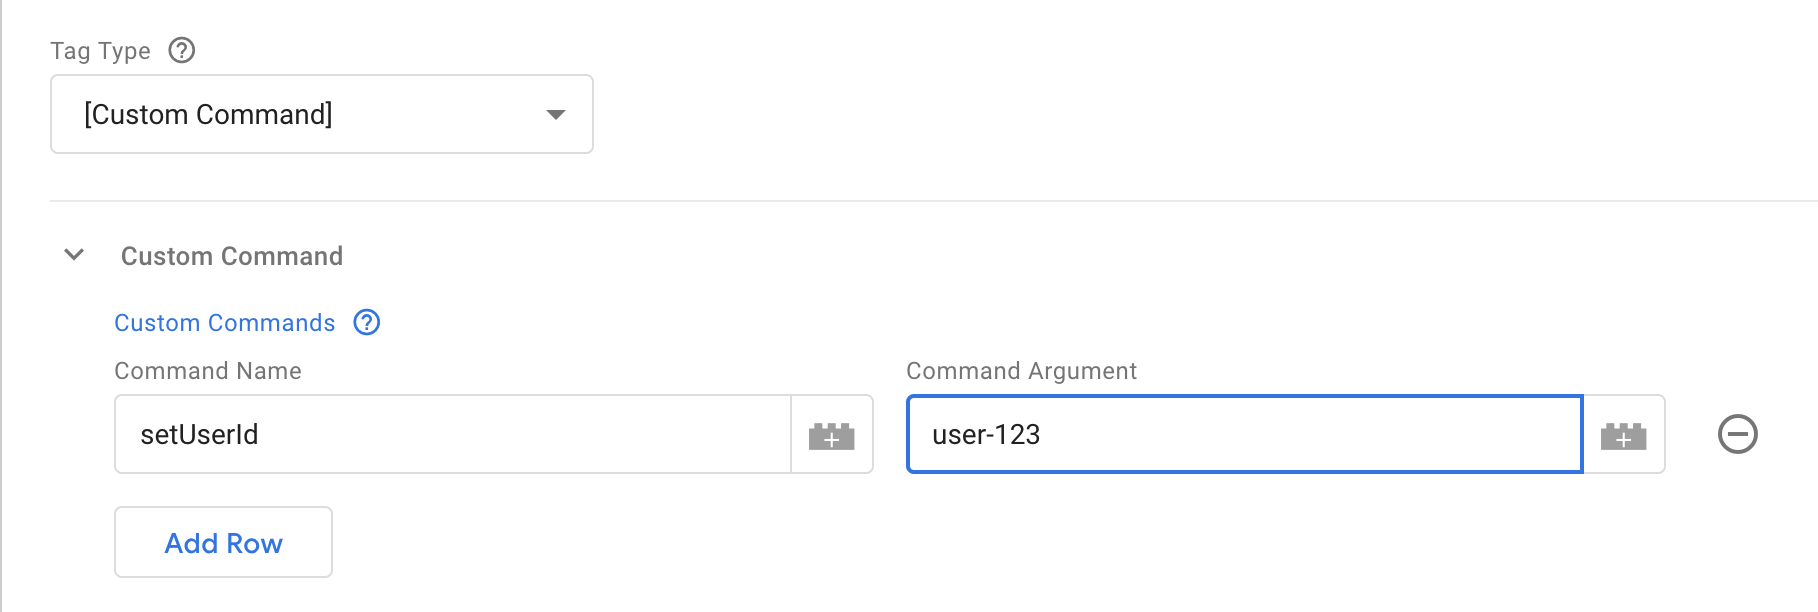 Tag Type
[Custom Command]
Custom Command
Custom Commands
Command Name
Command Argument
setUserId
user-123
Add Row